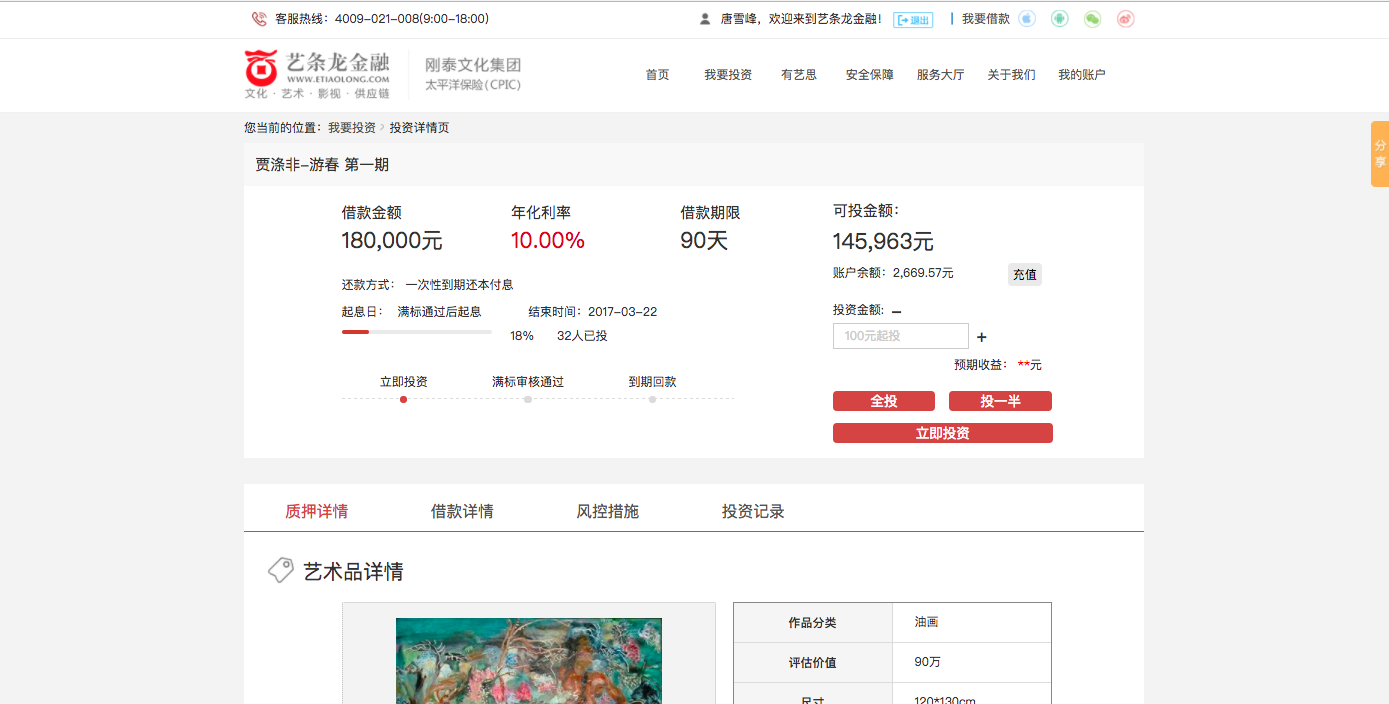 客服热线：4009-021-008(9:00-18:00)
唐雪峰，欢迎来到艺条龙金融！ 退出 我要借款
艺条龙金融
WWW.ETIAOLONG.COM
文化 · 艺术 · 影视 · 供应链
刚泰文化集团
太平洋保险(CPIC)
首页 我要投资 有艺思 安全保障 服务大厅 关于我们 我的账户
您当前的位置：我要投资 > 投资详情页
分享
贾涤非-游春 第一期
借款金额 年化利率 借款期限 可投金额：
180,000元 10.00% 90天 145,963元
账户余额：2,669.57元 充值
还款方式： 一次性到期还本付息
起息日： 满标通过后起息 结束时间：2017-03-22
投资金额: −
18% 32人已投
100元起投 +
预期收益： **元
立即投资 满标审核通过 到期回款
全投 投一半
立即投资
质押详情 借款详情 风控措施 投资记录
艺术品详情
作品分类 油画
评估价值 90万
尺寸 120*130cm